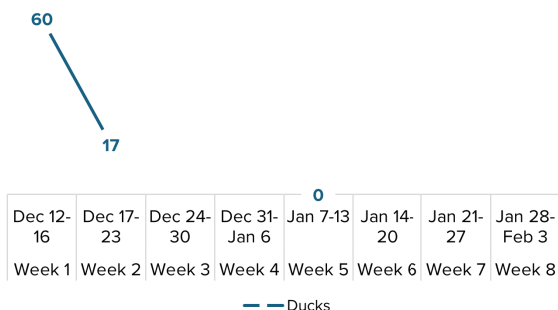 60
17
0
Dec 12- Dec 17- Dec 24- Dec 31- Jan 7-13 Jan 14- Jan 21- Jan 28-
16 23 30 Jan 6 20 27 Feb 3
Week 1 Week 2 Week 3 Week 4 Week 5 Week 6 Week 7 Week 8
Ducks